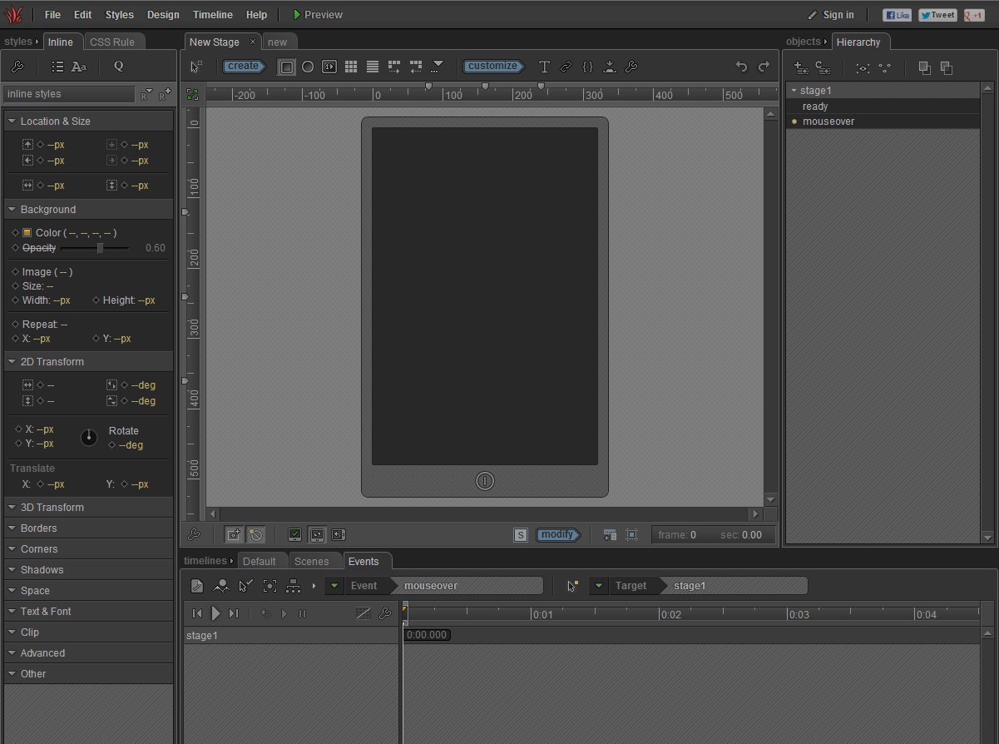 File Edit Styles Design Timeline Help Preview Sign in Like Tweet +1
styles Inline CSS Rule
New Stage × new
objects Hierarchy
Aa Q
create customize T {}
inline styles R R+
-200 -100 0 100 200 300 400 500
0 100 200 300 400 500
stage1
ready
mouseover
Location & Size
--px --px
--px --px
--px --px
Background
Color ( --, --, --, -- )
Opacity 0.60
Image ( -- )
Size: --
Width: --px Height: --px
Repeat: --
X: --px Y: --px
2D Transform
-- --deg
-- --deg
X: --px Rotate
Y: --px --deg
Translate
X: --px Y: --px
3D Transform
Borders
Corners
Shadows
Space
Text & Font
Clip
Advanced
Other
S modify frame: 0 sec: 0.00
timelines Default Scenes Events
Event mouseover Target stage1
0:01 0:02 0:03 0:04
stage1 0:00.000